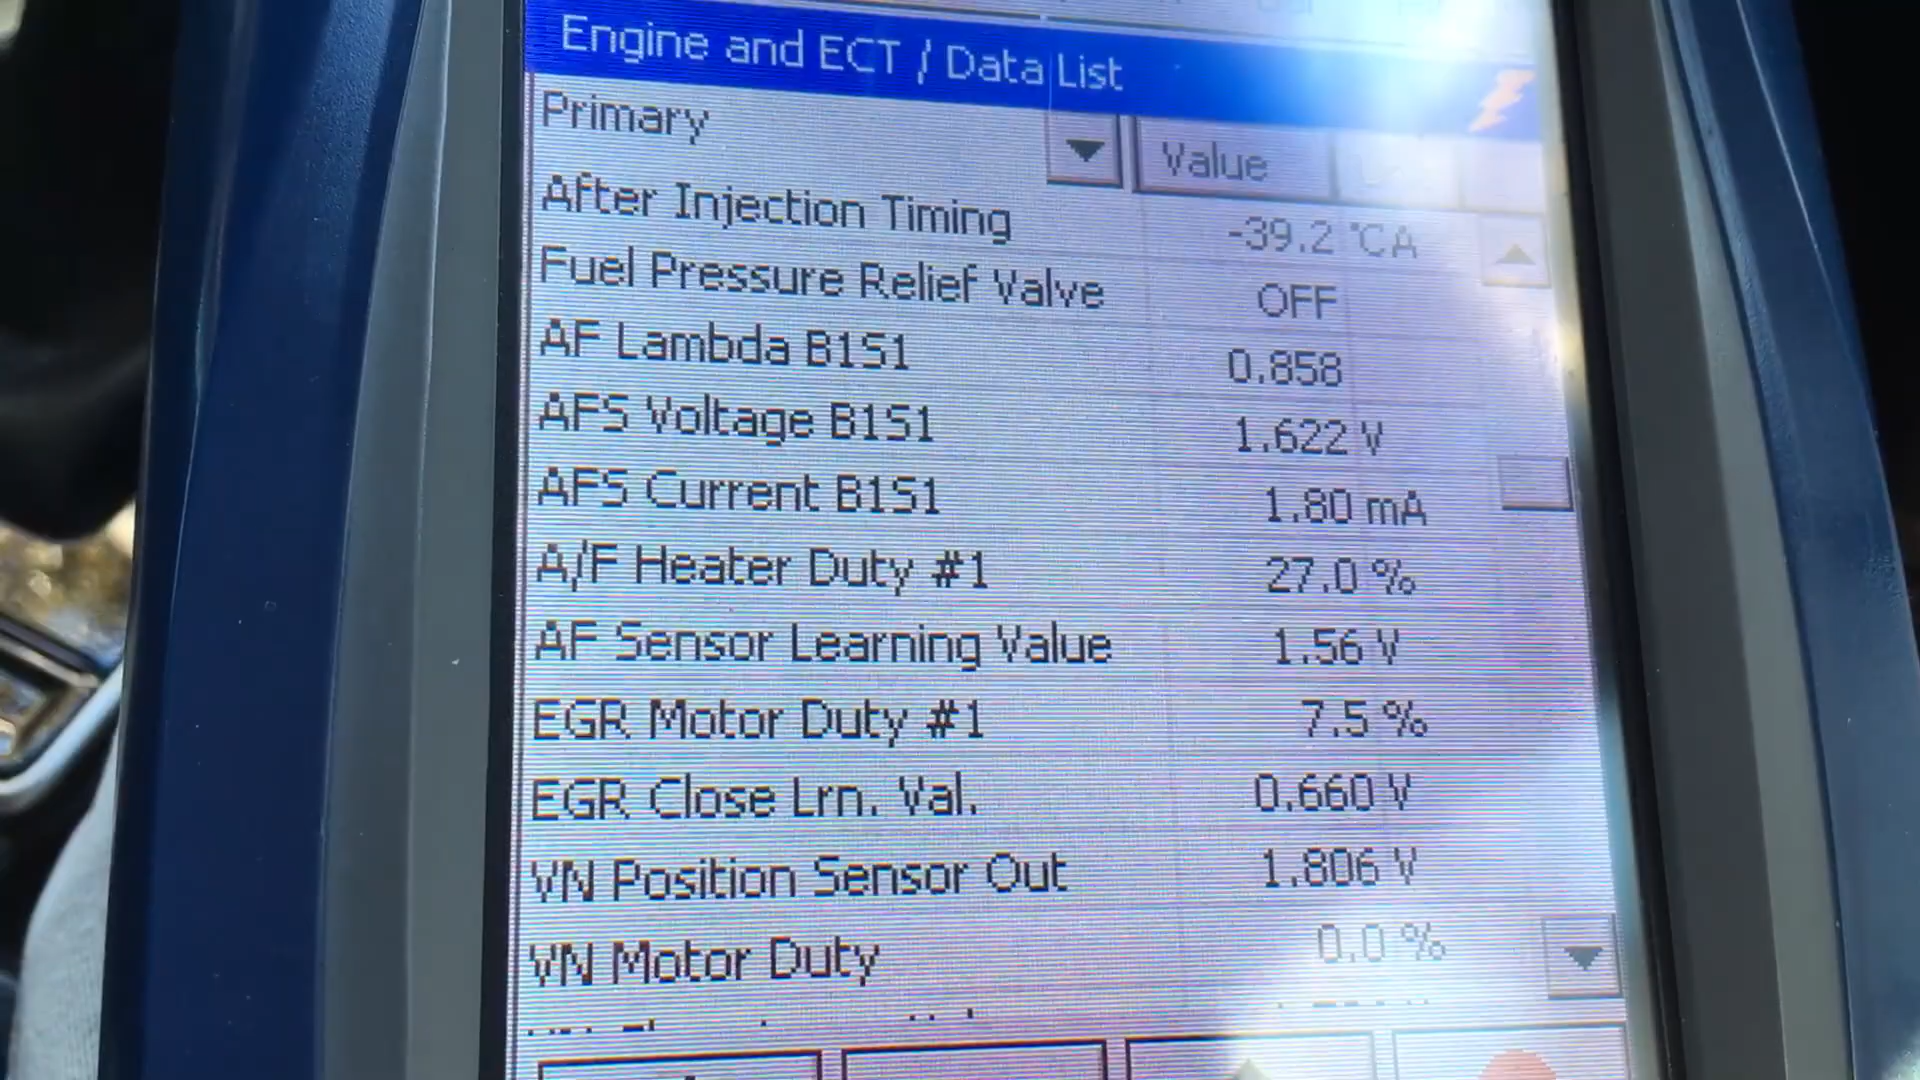 Engine and ECT / Data List
Primary Value
After Injection Timing -39.2 °CA
Fuel Pressure Relief Valve OFF
AF Lambda B1S1 0.858
AFS Voltage B1S1 1.622 V
AFS Current B1S1 1.80 mA
A/F Heater Duty #1 27.0 %
AF Sensor Learning Value 1.56 V
EGR Motor Duty #1 7.5 %
EGR Close Lrn. Val. 0.660 V
VN Position Sensor Out 1.806 V
VN Motor Duty 0.0 %